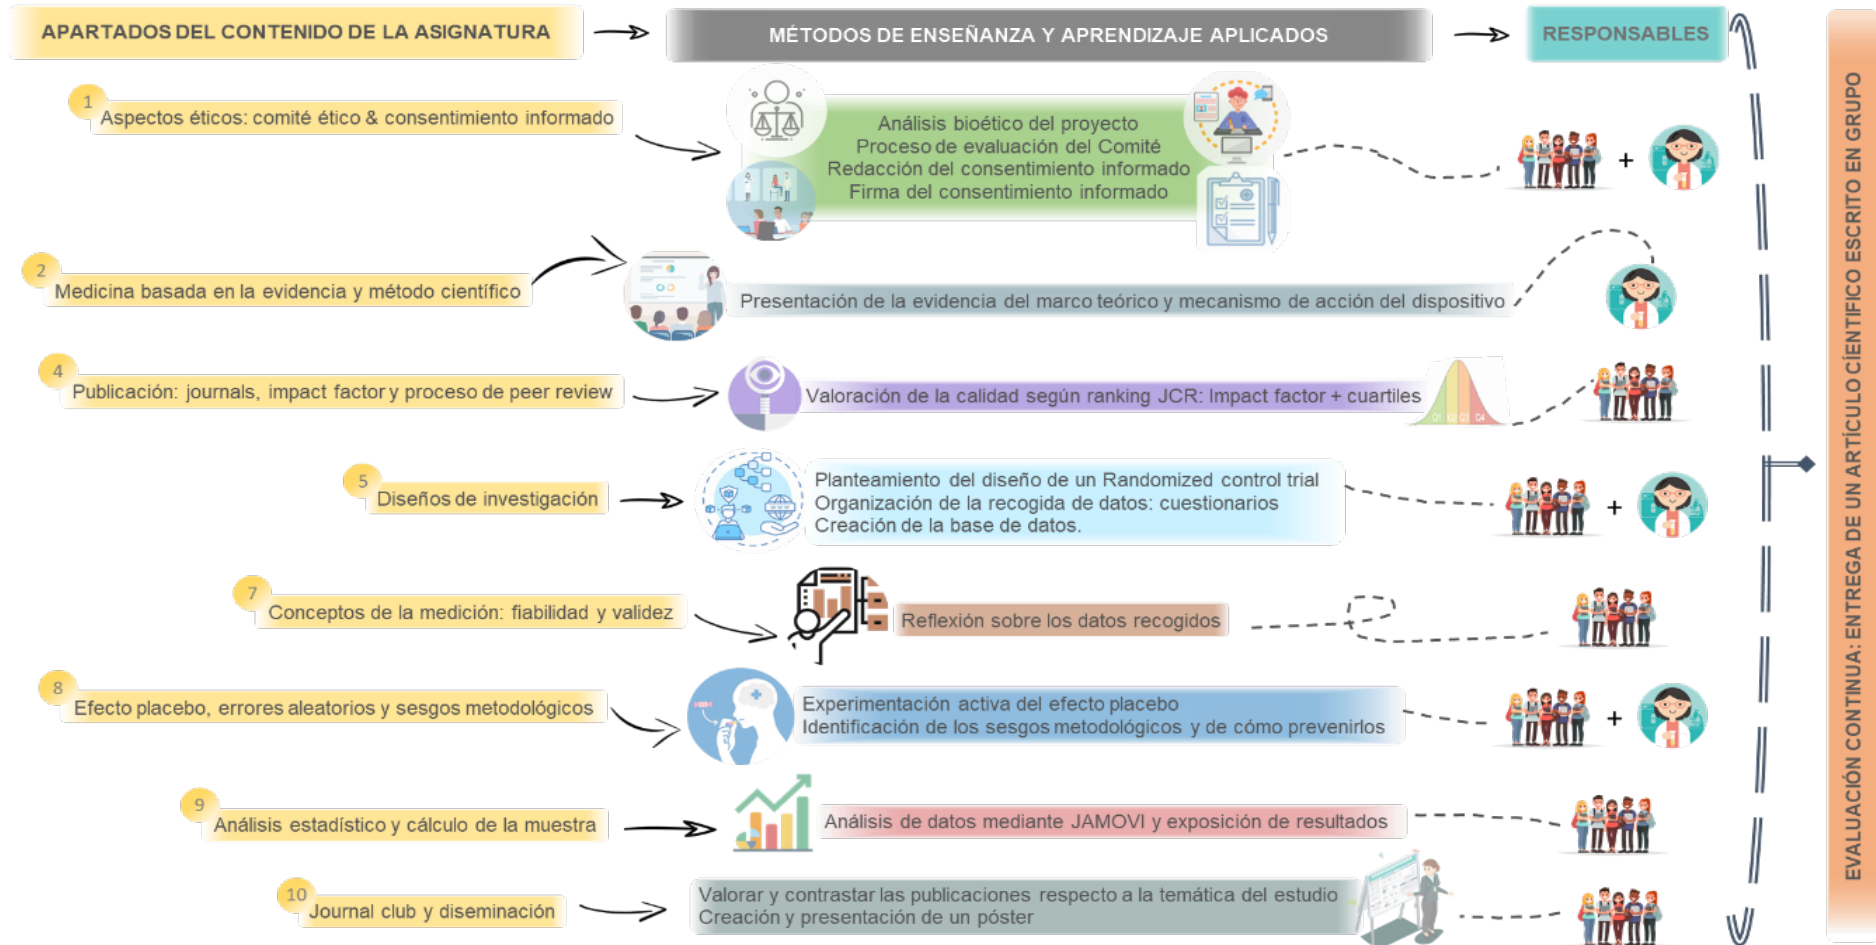 APARTADOS DEL CONTENIDO DE LA ASIGNATURA
MÉTODOS DE ENSEÑANZA Y APRENDIZAJE APLICADOS
RESPONSABLES
1
Aspectos éticos: comité ético & consentimiento informado
Análisis bioético del proyecto
Proceso de evaluación del Comité
Redacción del consentimiento informado
Firma del consentimiento informado
+
2
Medicina basada en la evidencia y método científico
Presentación de la evidencia del marco teórico y mecanismo de acción del dispositivo
4
Publicación: journals, impact factor y proceso de peer review
Valoración de la calidad según ranking JCR: Impact factor + cuartiles
Q1 Q2 Q3 Q4
5
Diseños de investigación
Planteamiento del diseño de un Randomized control trial
Organización de la recogida de datos: cuestionarios
Creación de la base de datos.
+
7
Conceptos de la medición: fiabilidad y validez
Reflexión sobre los datos recogidos
8
Efecto placebo, errores aleatorios y sesgos metodológicos
Experimentación activa del efecto placebo
Identificación de los sesgos metodológicos y de cómo prevenirlos
+
9
Análisis estadístico y cálculo de la muestra
Análisis de datos mediante JAMOVI y exposición de resultados
10
Journal club y diseminación
Valorar y contrastar las publicaciones respecto a la temática del estudio
Creación y presentación de un póster
EVALUACIÓN CONTINUA: ENTREGA DE UN ARTÍCULO CÍENTIFICO ESCRITO EN GRUPO